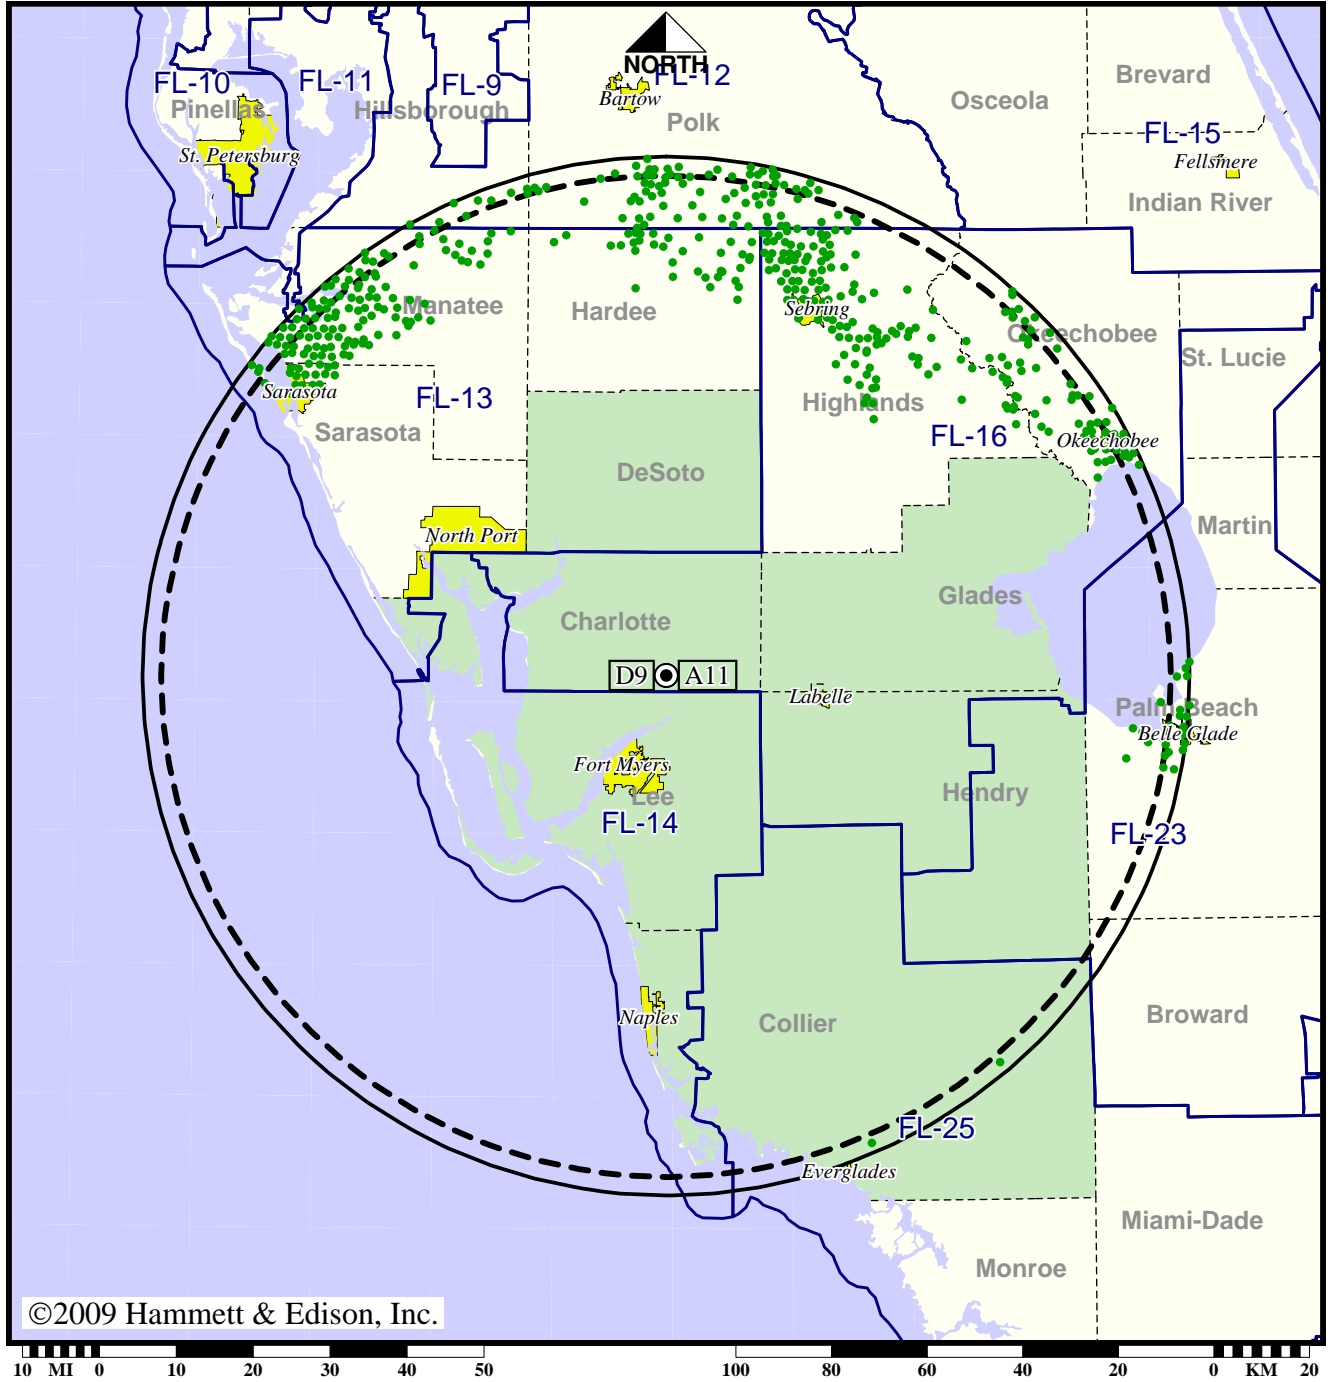 NORTH
FL-10
FL-11
FL-9
FL-12
Brevard
Pinellas
Hillsborough
Bartow
Polk
Osceola
FL-15
St. Petersburg
Fellsmere
Indian River
Manatee
Hardee
Sebring
Okeechobee
St. Lucie
Sarasota
FL-13
Highlands
Sarasota
FL-16
Okeechobee
DeSoto
North Port
Martin
Charlotte
Glades
D9
A11
Labelle
Palm Beach
Belle Glade
Fort Myers
Lee
Hendry
FL-14
FL-23
Naples
Collier
Broward
FL-25
Everglades
Miami-Dade
Monroe
©2009 Hammett & Edison, Inc.
10 MI 0 10 20 30 40 50
100 80 60 40 20 0 KM 20